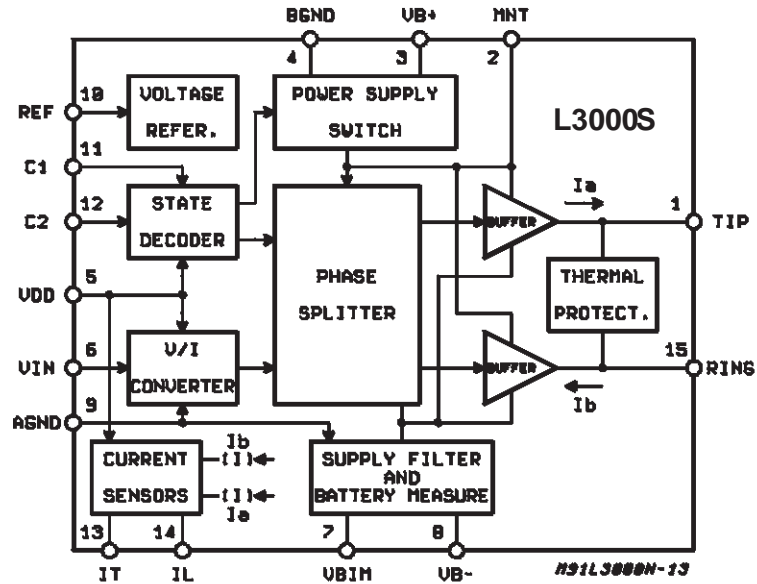 BGND VB+ MNT
4 3 2
10 VOLTAGE POWER SUPPLY
REF REFER. SWITCH L3000S
11
C1
12 STATE Ia
C2 DECODER BUFFER 1 TIP
5 PHASE THERMAL
VDD SPLITTER PROTECT.
6 V/I 15
VIN CONVERTER BUFFER RING
9 Ib
AGND
CURRENT Ib SUPPLY FILTER
(I) AND
SENSORS (I) BATTERY MEASURE
Ia
13 14 7 8
IT IL VBIM VB- M91L3000N-13